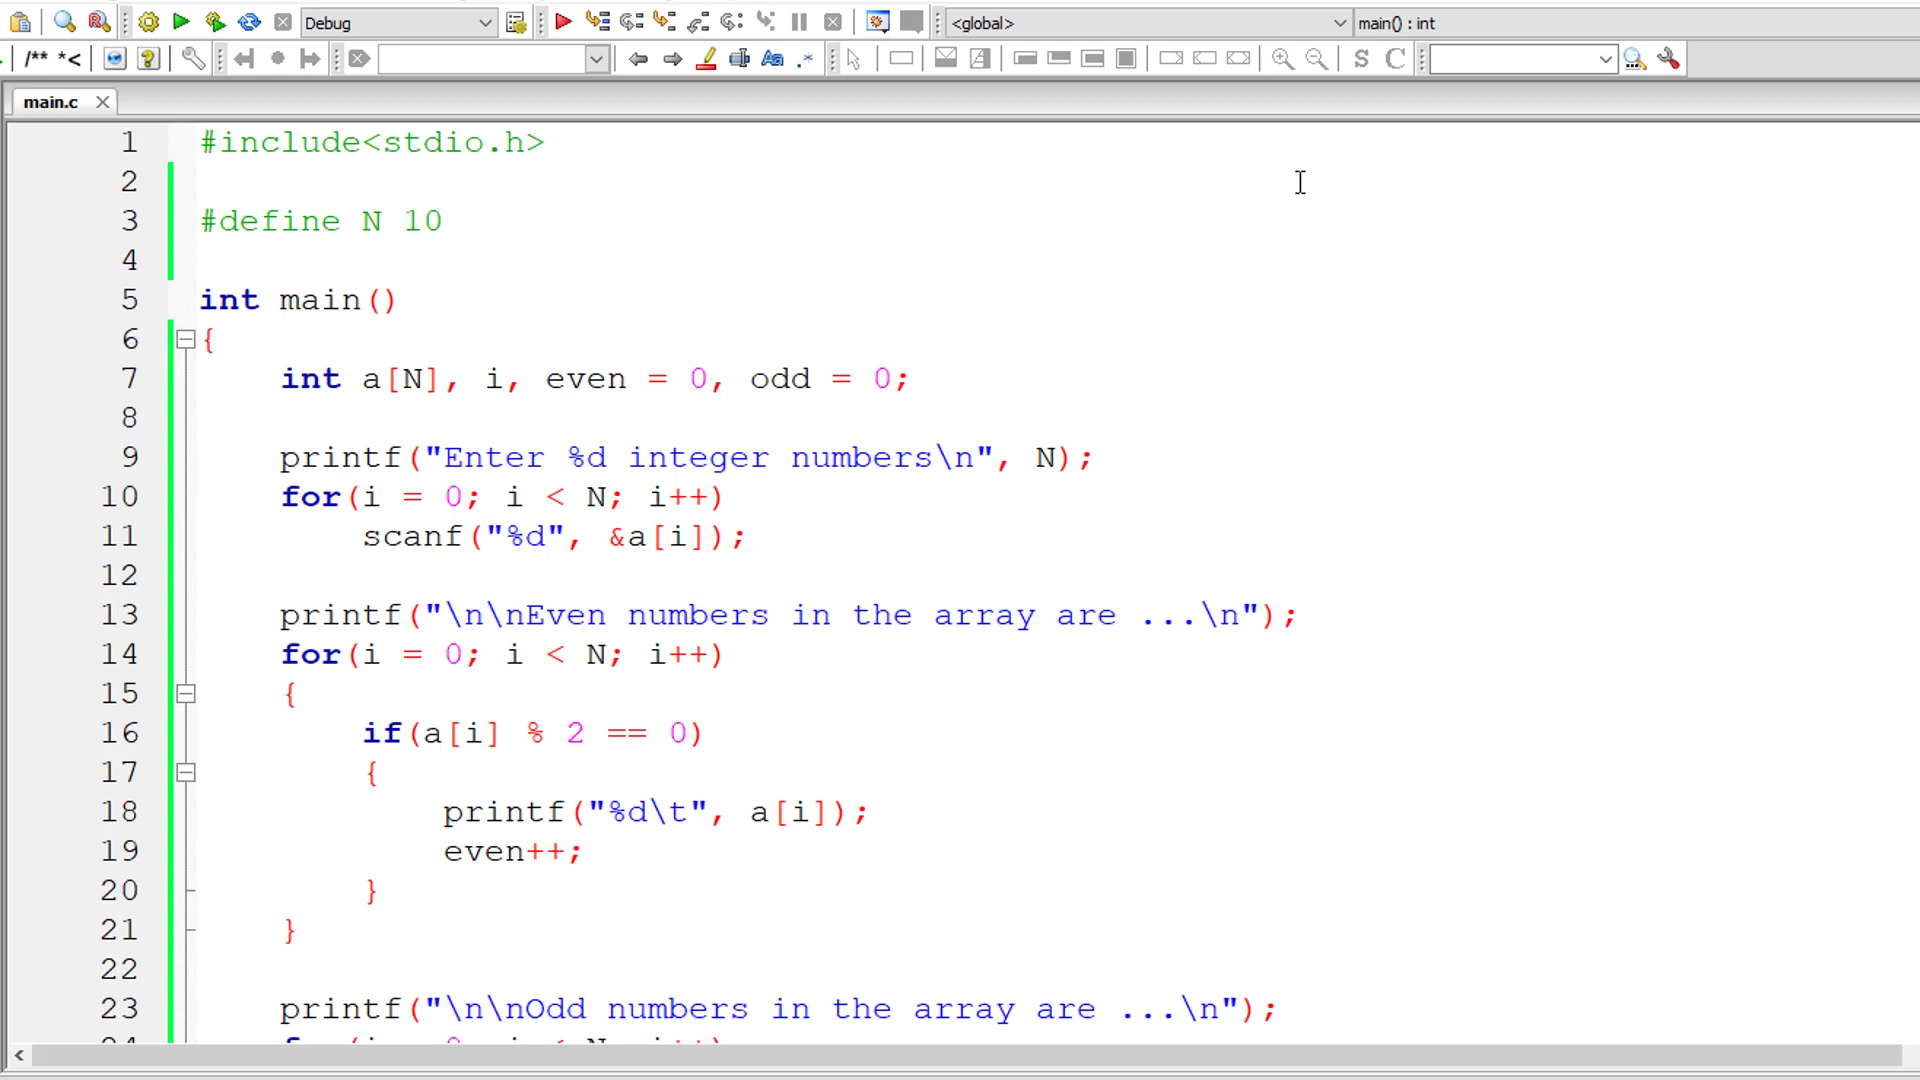 Debug
<global>
main() : int
/** *<
Aa
.*
S
C
main.c
1 #include<stdio.h>
2
3 #define N 10
4
5 int main()
6 {
7 int a[N], i, even = 0, odd = 0;
8
9 printf("Enter %d integer numbers\n", N);
10 for(i = 0; i < N; i++)
11 scanf("%d", &a[i]);
12
13 printf("\n\nEven numbers in the array are ...\n");
14 for(i = 0; i < N; i++)
15 {
16 if(a[i] % 2 == 0)
17 {
18 printf("%d\t", a[i]);
19 even++;
20 }
21 }
22
23 printf("\n\nOdd numbers in the array are ...\n");